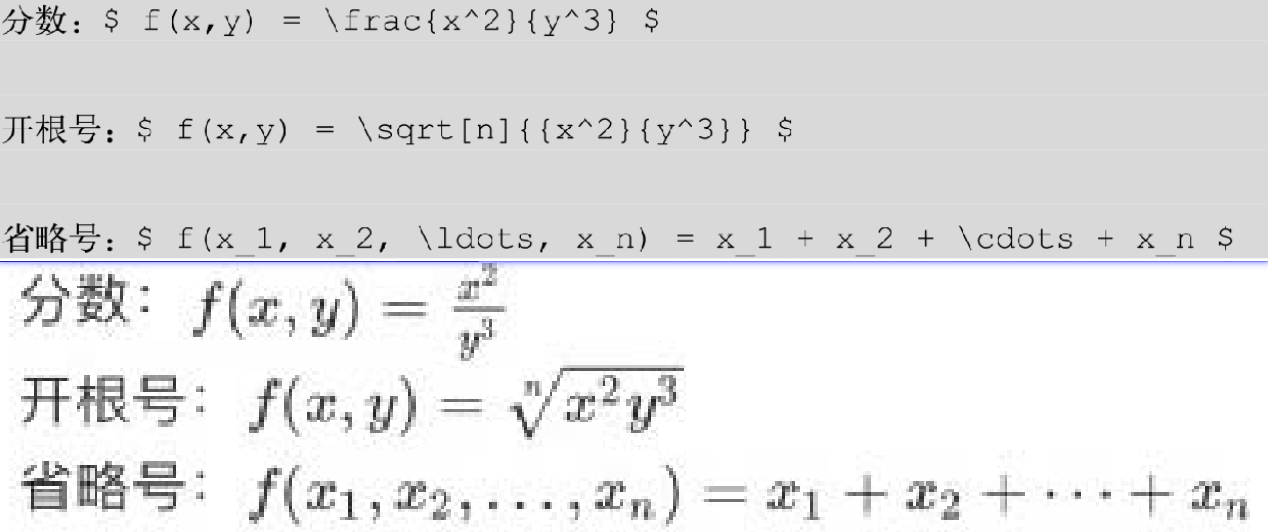 分数：$ f(x,y) = \frac{x^2}{y^3} $
开根号：$ f(x,y) = \sqrt[n]{{x^2}{y^3}} $
省略号：$ f(x_1, x_2, \ldots, x_n) = x_1 + x_2 + \cdots + x_n $
分数：f(x, y) = x²/y³
开根号：f(x, y) = ⁿ√x²y³
省略号：f(x₁, x₂, . . . , xₙ) = x₁ + x₂ + · · · + xₙ